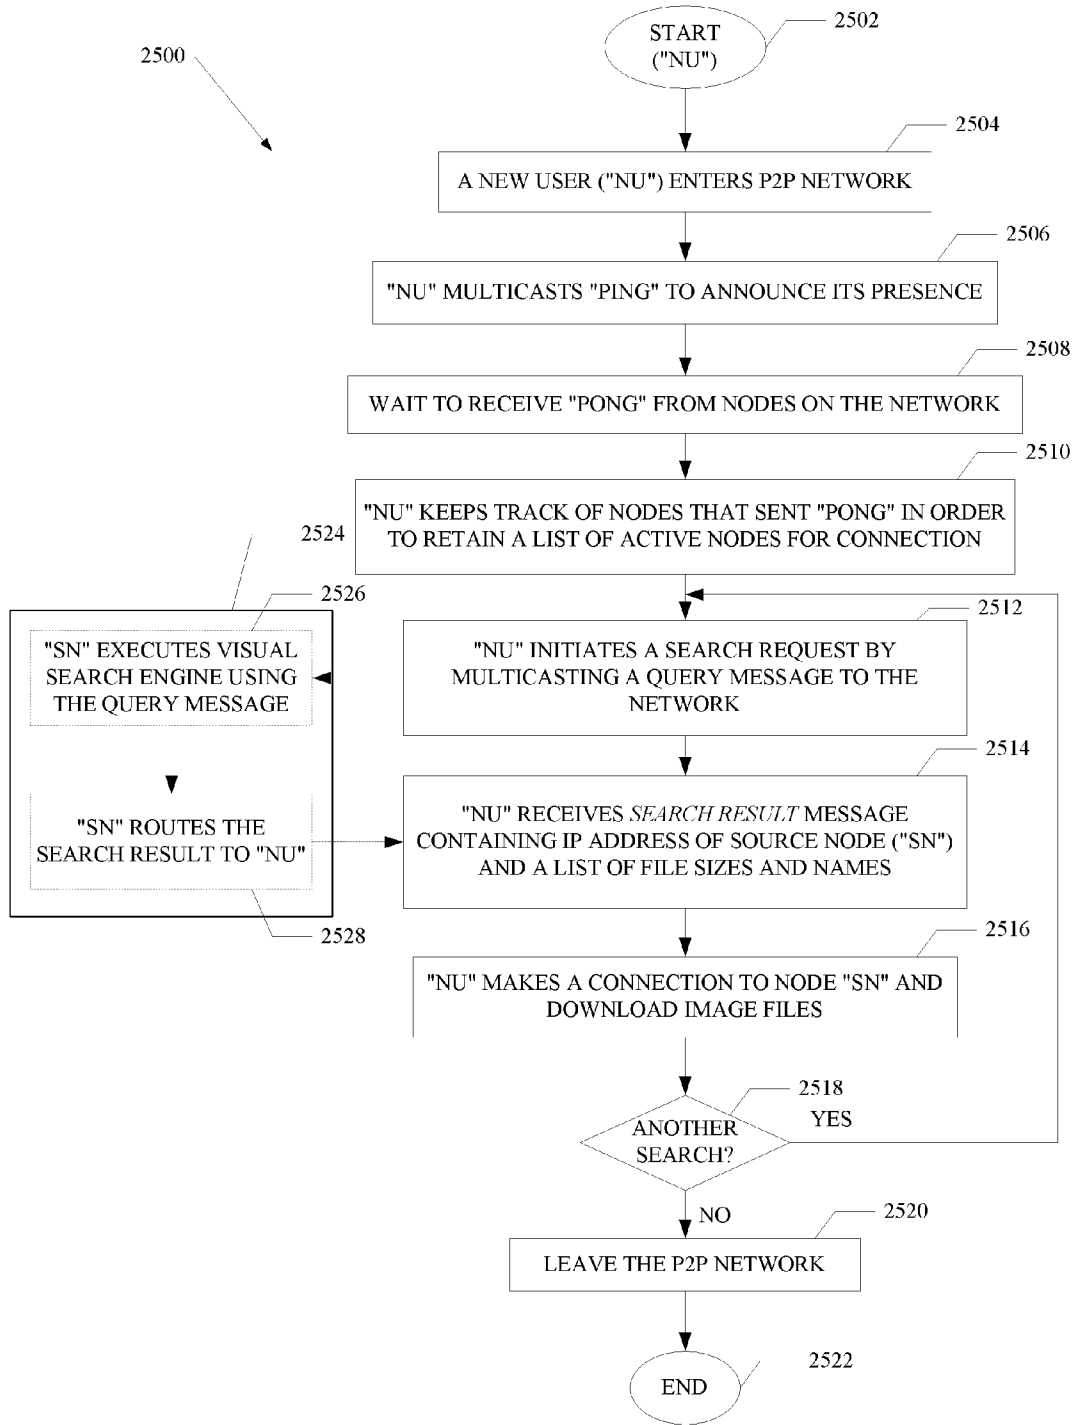 2502
START
("NU")
2500
2504
A NEW USER ("NU") ENTERS P2P NETWORK
2506
"NU" MULTICASTS "PING" TO ANNOUNCE ITS PRESENCE
2508
WAIT TO RECEIVE "PONG" FROM NODES ON THE NETWORK
2510
"NU" KEEPS TRACK OF NODES THAT SENT "PONG" IN ORDER
TO RETAIN A LIST OF ACTIVE NODES FOR CONNECTION
2524
2526
"SN" EXECUTES VISUAL
SEARCH ENGINE USING
THE QUERY MESSAGE
2512
"NU" INITIATES A SEARCH REQUEST BY
MULTICASTING A QUERY MESSAGE TO THE
NETWORK
2514
"NU" RECEIVES SEARCH RESULT MESSAGE
CONTAINING IP ADDRESS OF SOURCE NODE ("SN")
AND A LIST OF FILE SIZES AND NAMES
"SN" ROUTES THE
SEARCH RESULT TO "NU"
2528
2516
"NU" MAKES A CONNECTION TO NODE "SN" AND
DOWNLOAD IMAGE FILES
2518
ANOTHER
SEARCH?
YES
NO
2520
LEAVE THE P2P NETWORK
2522
END